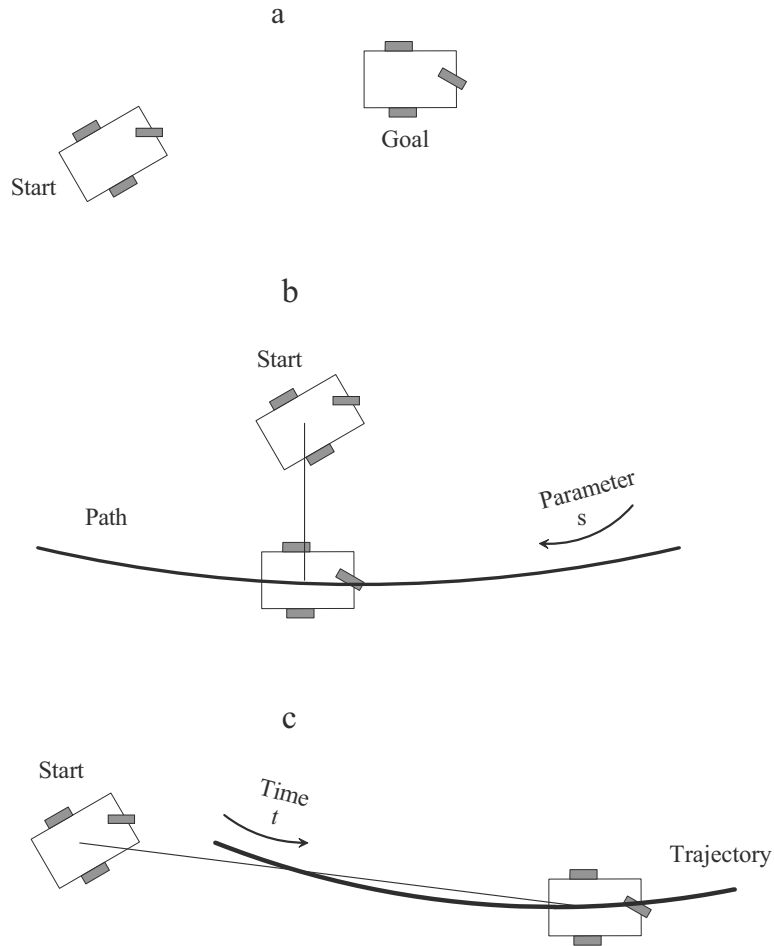 a
Goal
Start
b
Start
Parameter
s
Path
c
Start
Time
t
Trajectory